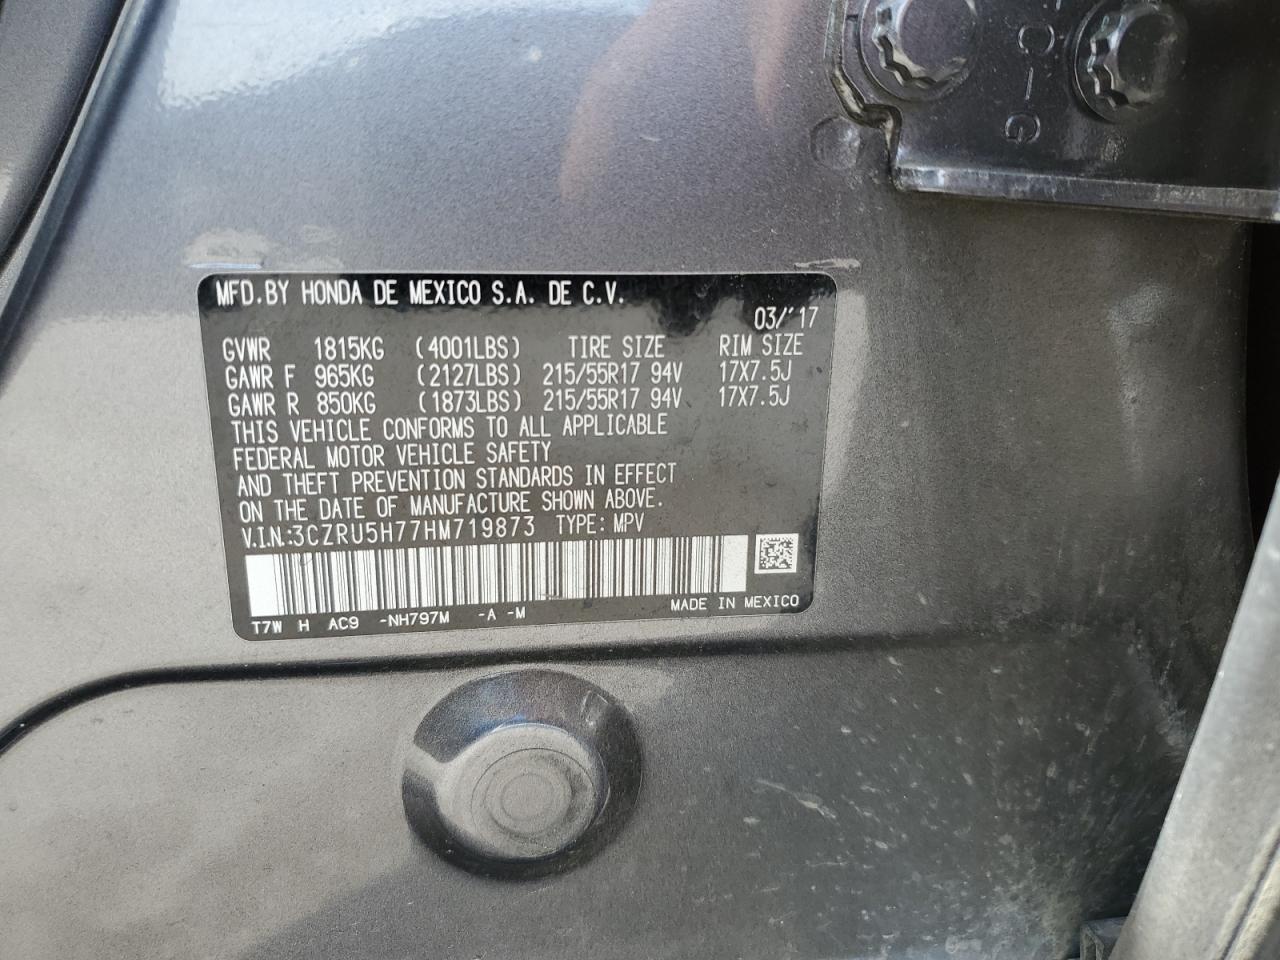 C-G
MFD.BY HONDA DE MEXICO S.A. DE C.V.
03/'17
GVWR 1815KG (4001LBS) TIRE SIZE RIM SIZE
GAWR F 965KG (2127LBS) 215/55R17 94V 17X7.5J
GAWR R 850KG (1873LBS) 215/55R17 94V 17X7.5J
THIS VEHICLE CONFORMS TO ALL APPLICABLE
FEDERAL MOTOR VEHICLE SAFETY
AND THEFT PREVENTION STANDARDS IN EFFECT
ON THE DATE OF MANUFACTURE SHOWN ABOVE.
V.I.N.:3CZRU5H77HM719873 TYPE: MPV
T7W H AC9 -NH797M -A -M MADE IN MEXICO